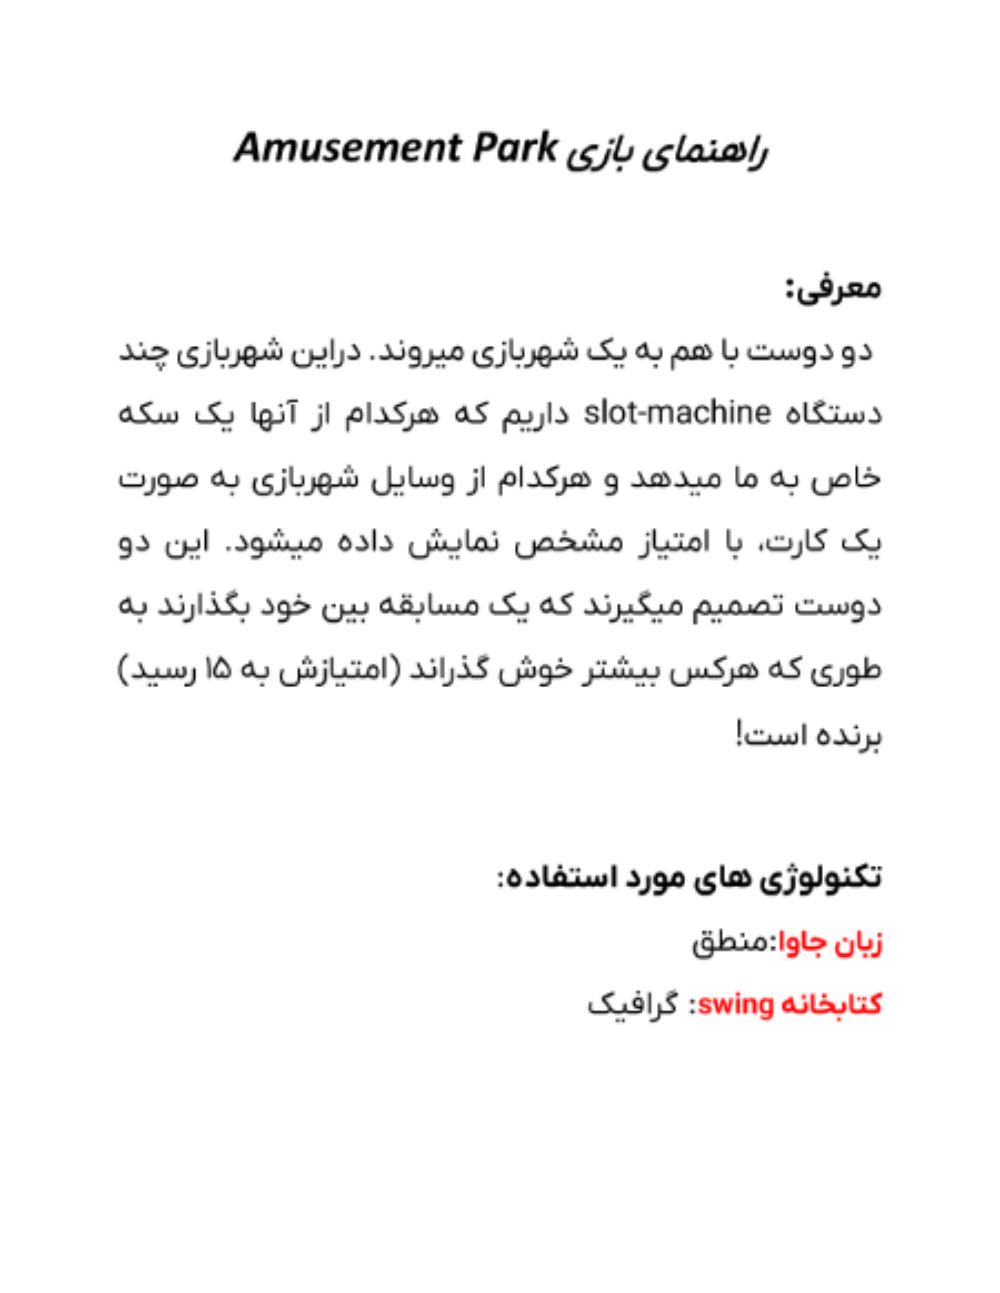 راهنمای بازی Amusement Park
معرفی:
دو دوست با هم به یک شهربازی میروند. دراین شهربازی چند
دستگاه slot-machine داریم که هرکدام از آنها یک سکه
خاص به ما میدهد و هرکدام از وسایل شهربازی به صورت
یک کارت، با امتیاز مشخص نمایش داده میشود. این دو
دوست تصمیم میگیرند که یک مسابقه بین خود بگذارند به
طوری که هرکس بیشتر خوش گذراند (امتیازش به ۱۵ رسید)
برنده است!
تکنولوژی های مورد استفاده:
زبان جاوا:منطق
کتابخانه swing: گرافیک